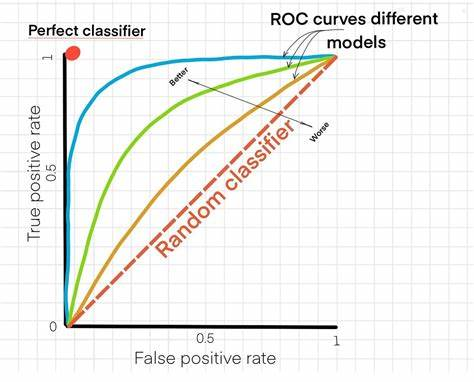 Perfect classifier
ROC curves different
models
1
Better
Worse
Random classifier
True positive rate
0.5
0
0.5
1
False positive rate